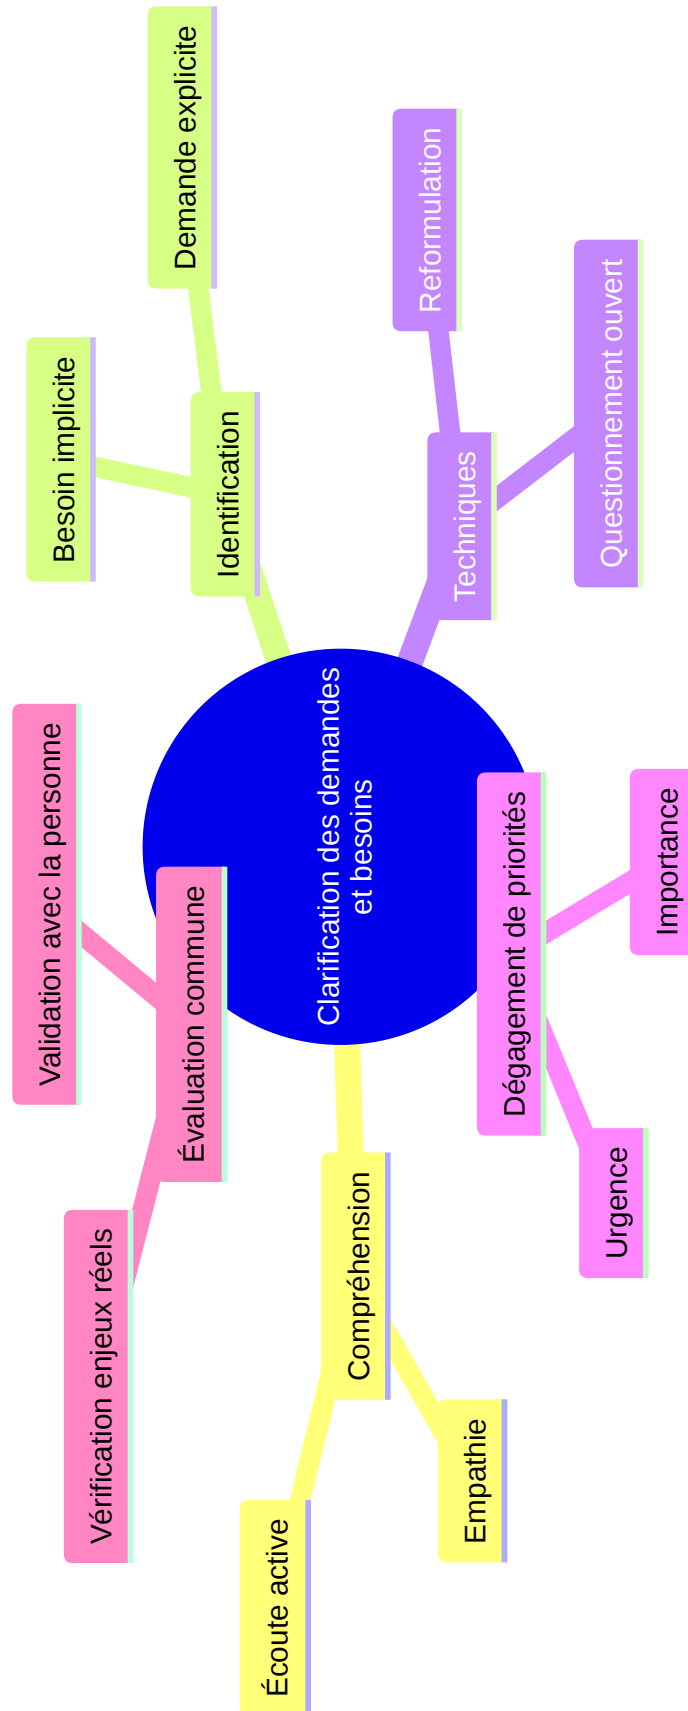 Clarification des demandes
et besoins
Compréhension
Écoute active
Empathie
Identification
Demande explicite
Besoin implicite
Techniques
Reformulation
Questionnement ouvert
Dégagement de priorités
Urgence
Importance
Évaluation commune
Vérification enjeux réels
Validation avec la personne